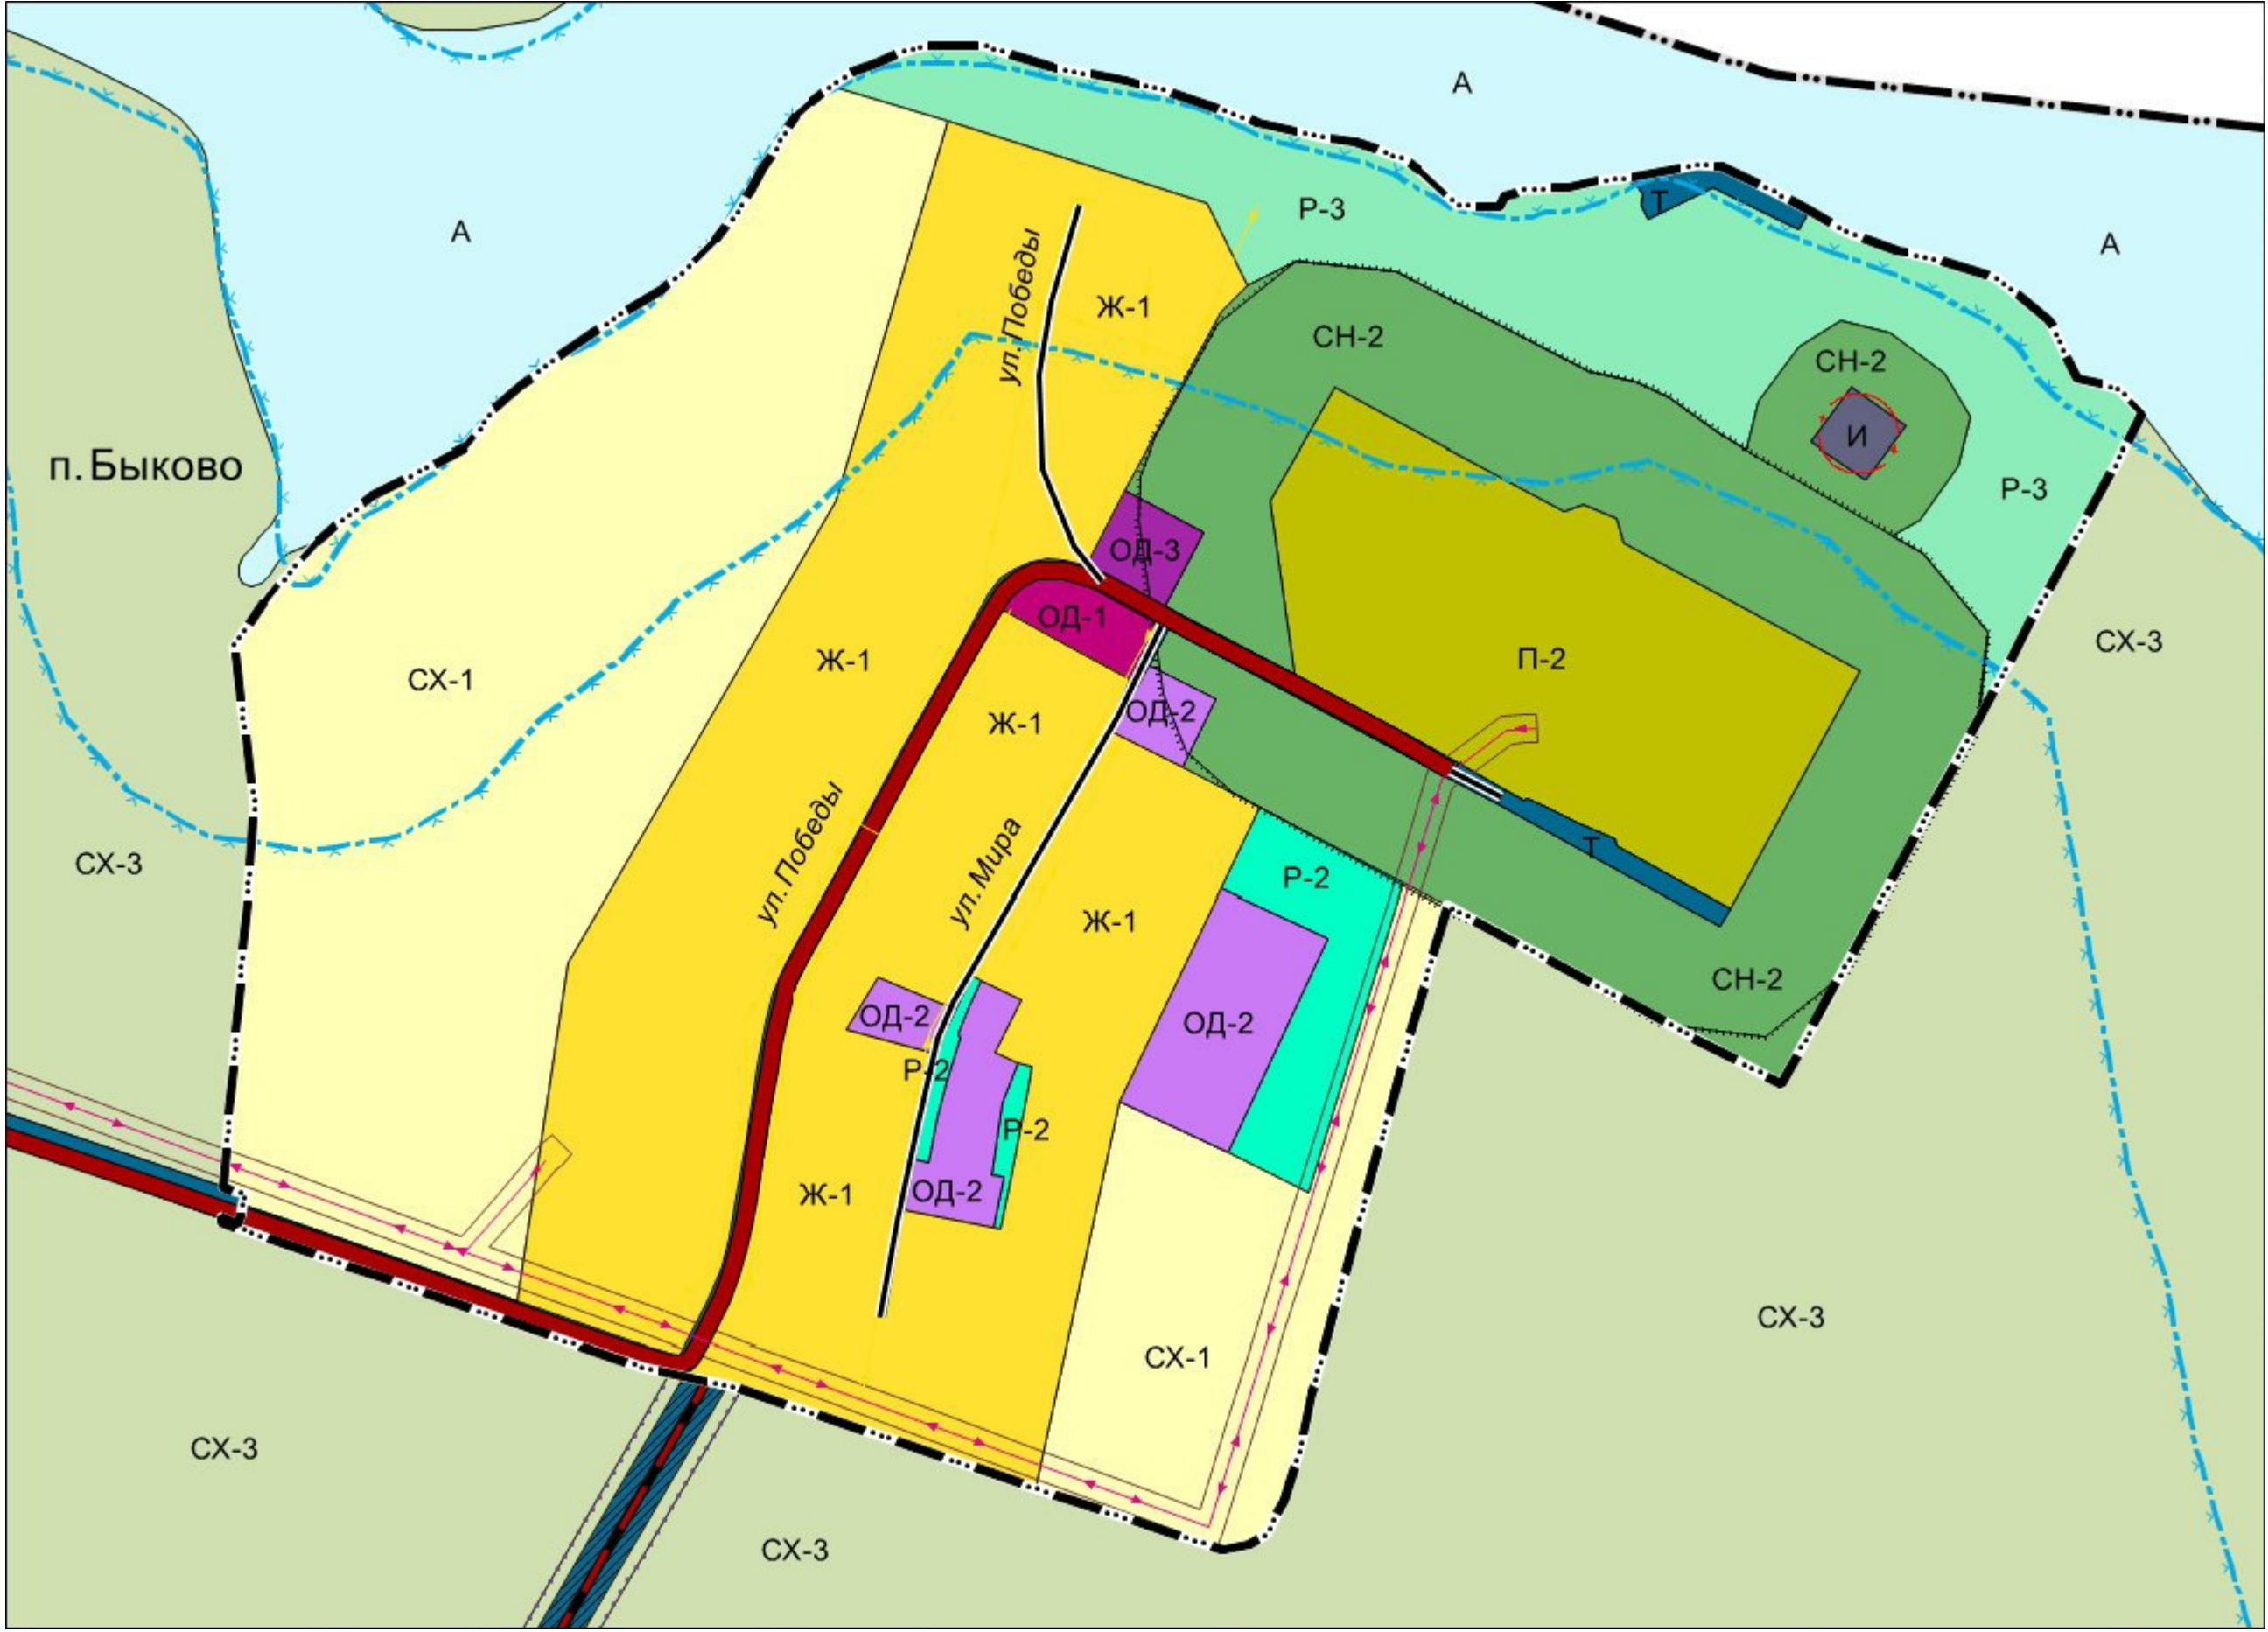 А
Р-3
Т
А
А
ул. Победы
Ж-1
СН-2
СН-2
И
п. Быково
Р-3
ОД-3
ОД-1
СХ-1
Ж-1
П-2
СХ-3
Ж-1
ОД-2
СХ-3
ул. Победы
ул. Мира
Т
Р-2
Ж-1
СН-2
ОД-2
ОД-2
Р-2
Р-2
Ж-1
ОД-2
СХ-1
СХ-3
СХ-3
СХ-3